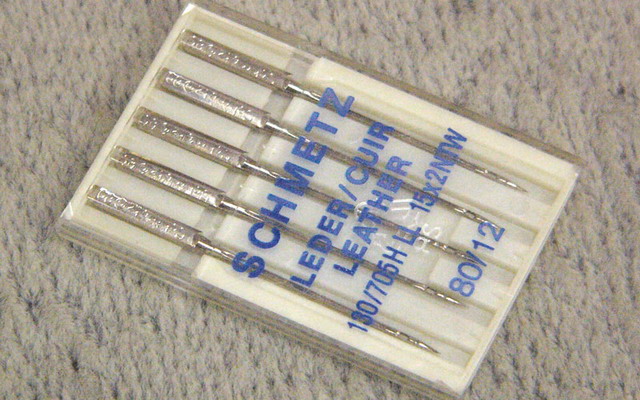 SCHMETZ
LEDER/CUIR
LEATHER
130/705H LL 15x2NTW
80/12